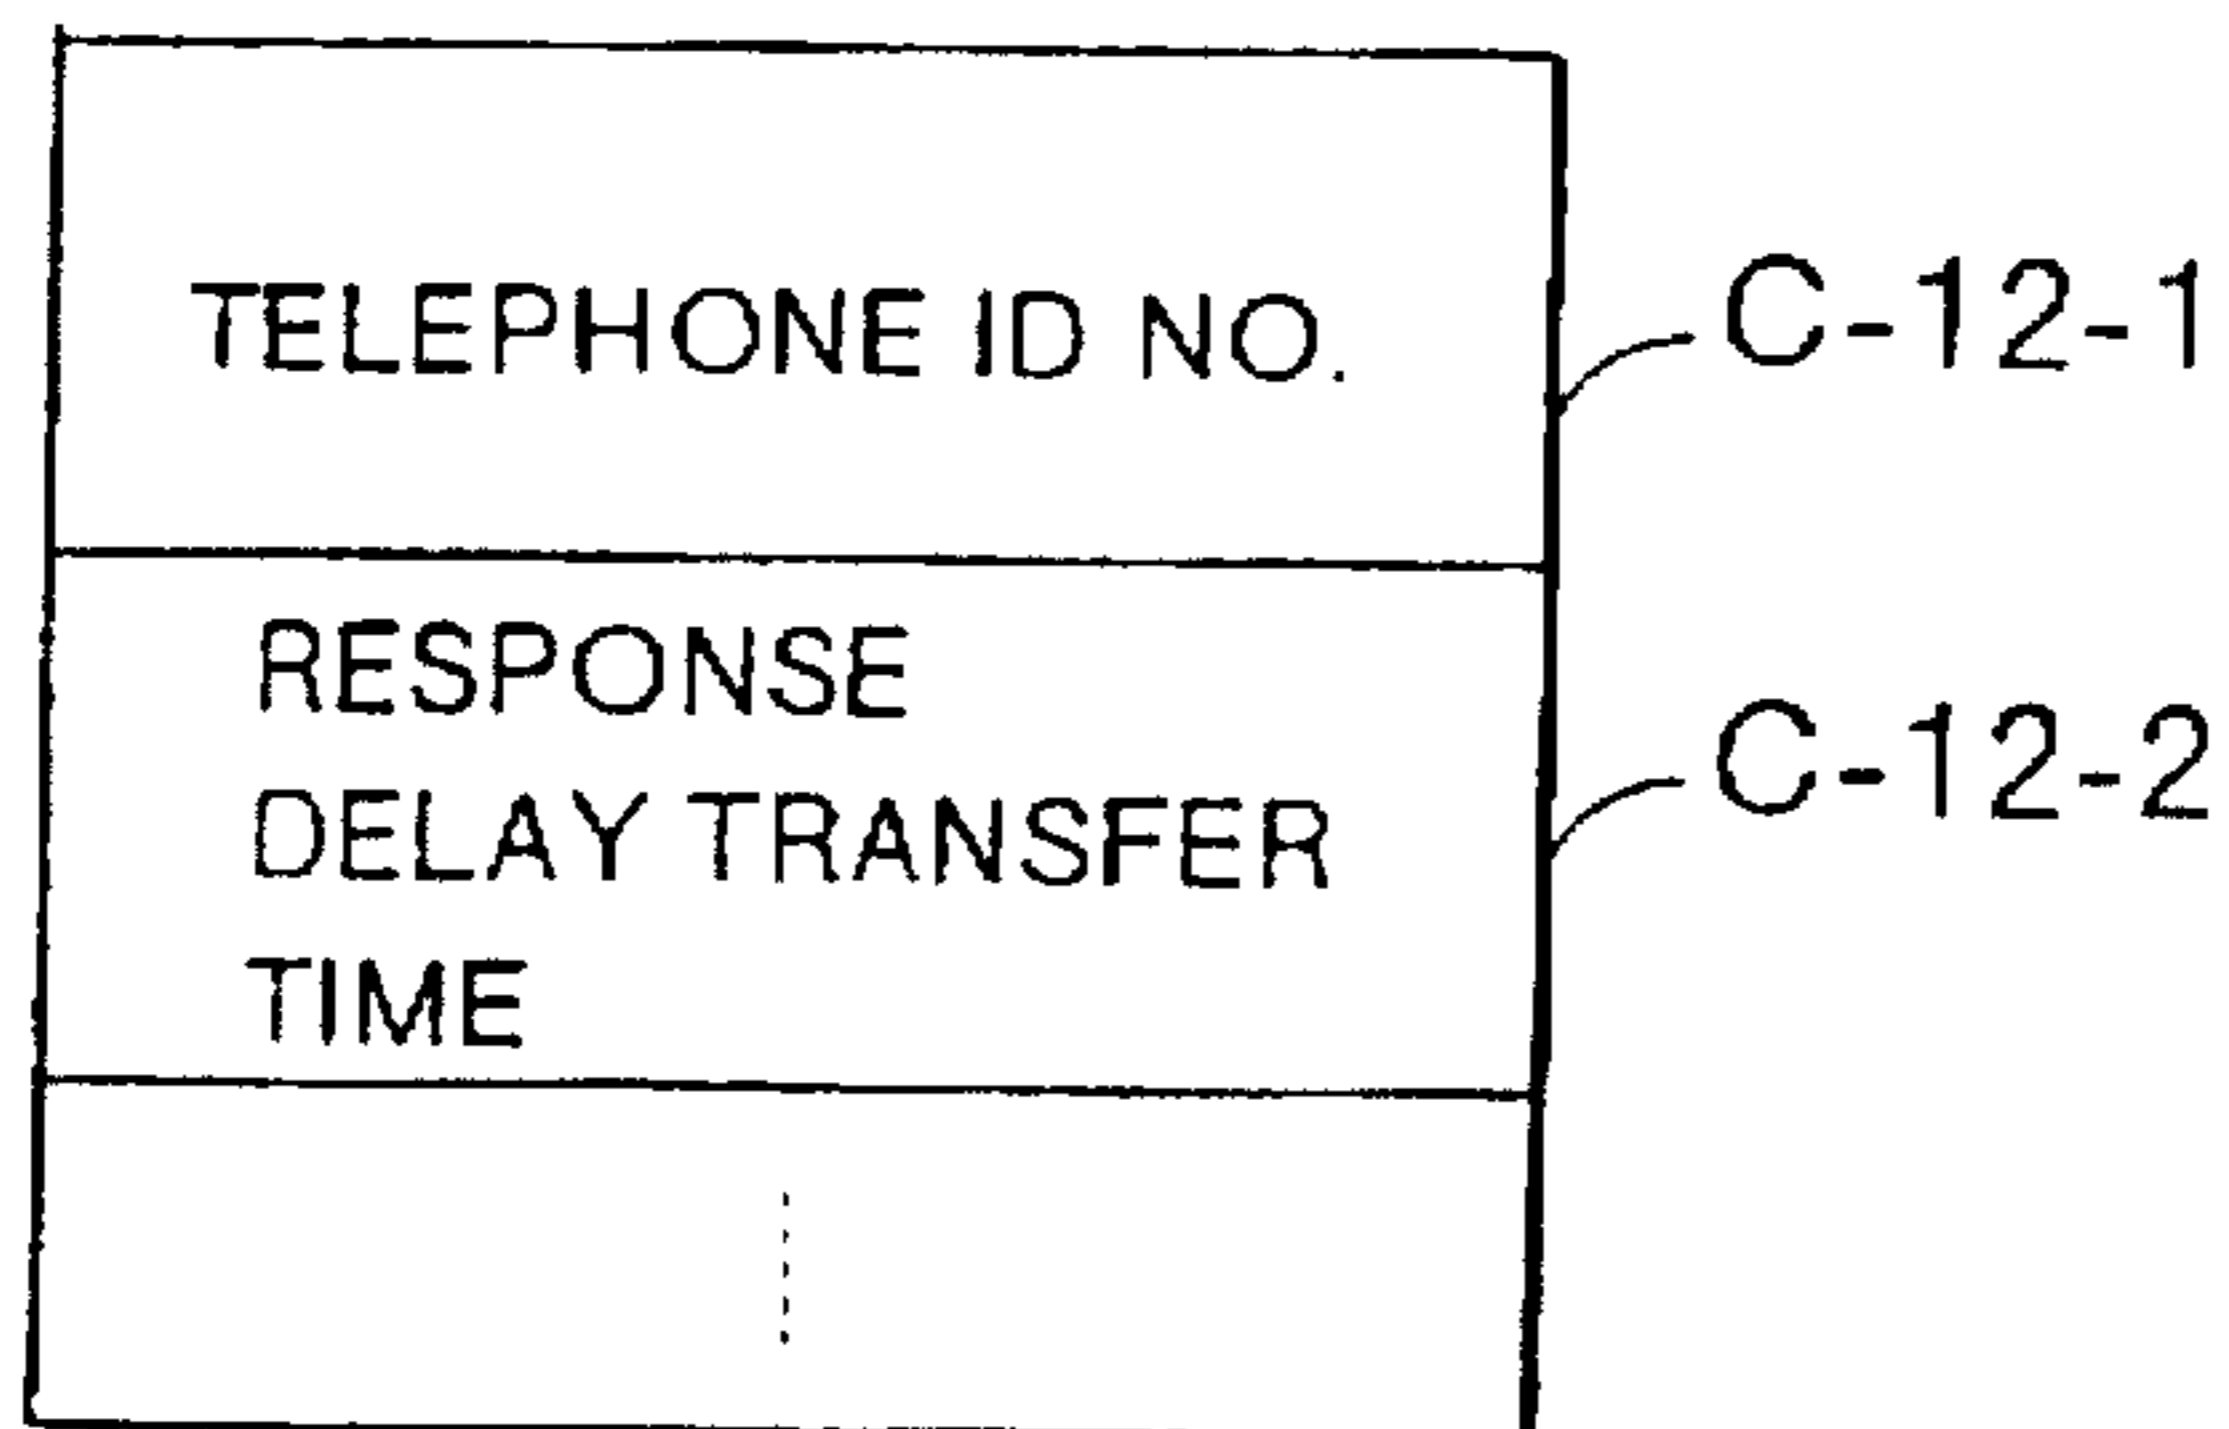 TELEPHONE ID NO.
C-12-1
RESPONSE
DELAY TRANSFER
TIME
C-12-2